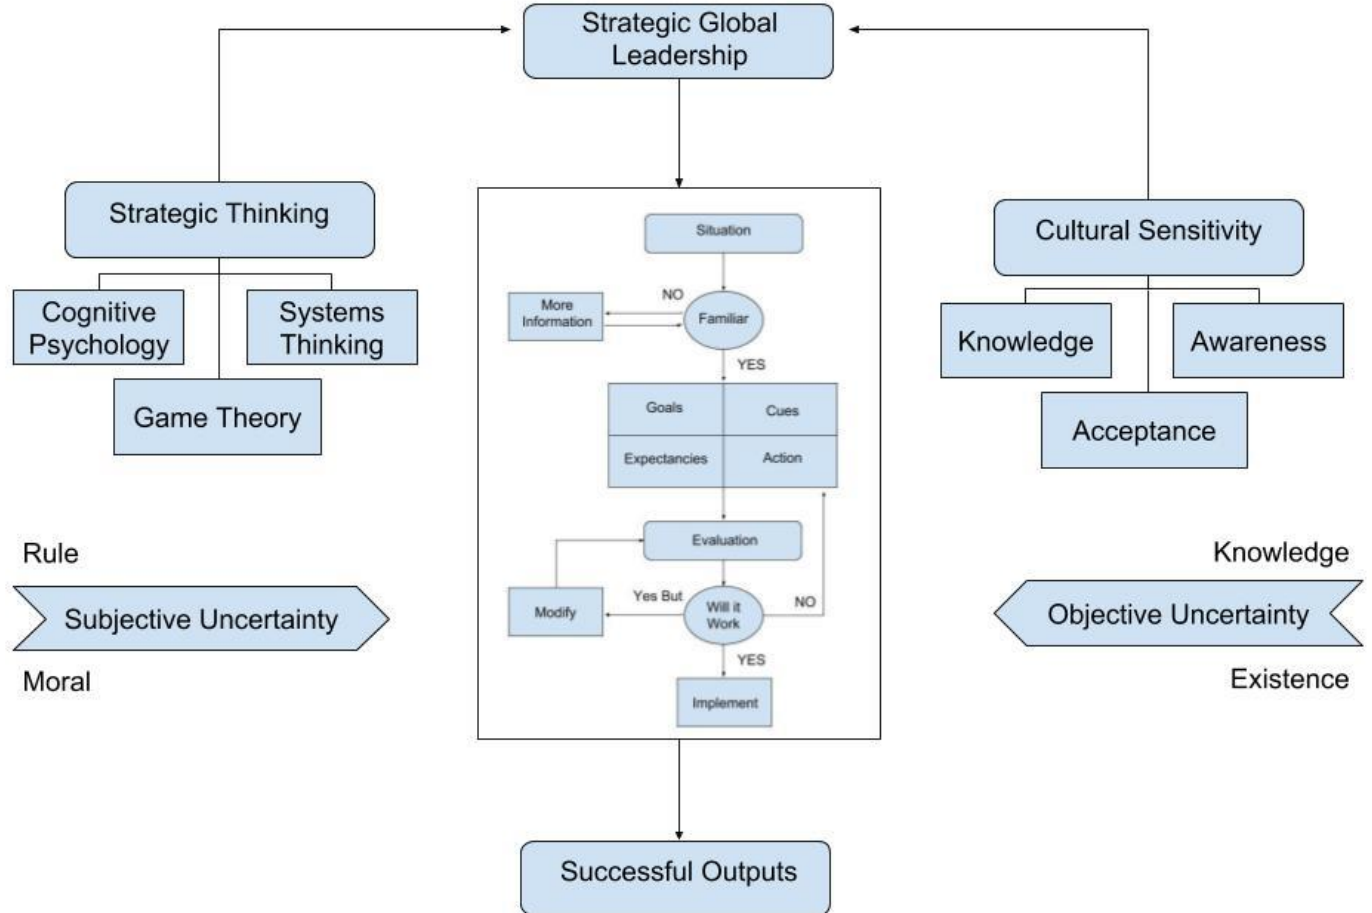 Strategic Global
Leadership
Strategic Thinking
Cognitive
Psychology
Systems
Thinking
Game Theory
Situation
NO
More
Information
Familiar
YES
Goals
Cues
Expectancies
Action
Evaluation
Yes But
Will it
Work
NO
Modify
YES
Implement
Cultural Sensitivity
Knowledge
Awareness
Acceptance
Rule
Subjective Uncertainty
Moral
Knowledge
Objective Uncertainty
Existence
Successful Outputs